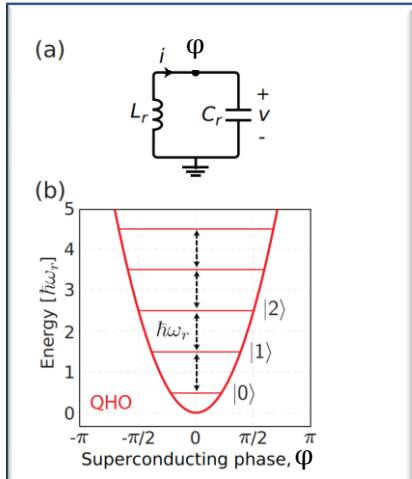 (a)
φ
i
L_r
C_r
+
v
-
(b)
Energy [ħω_r]
5
4
3
2
1
0
ħω_r
|2⟩
|1⟩
|0⟩
QHO
-π
-π/2
0
π/2
π
Superconducting phase, φ